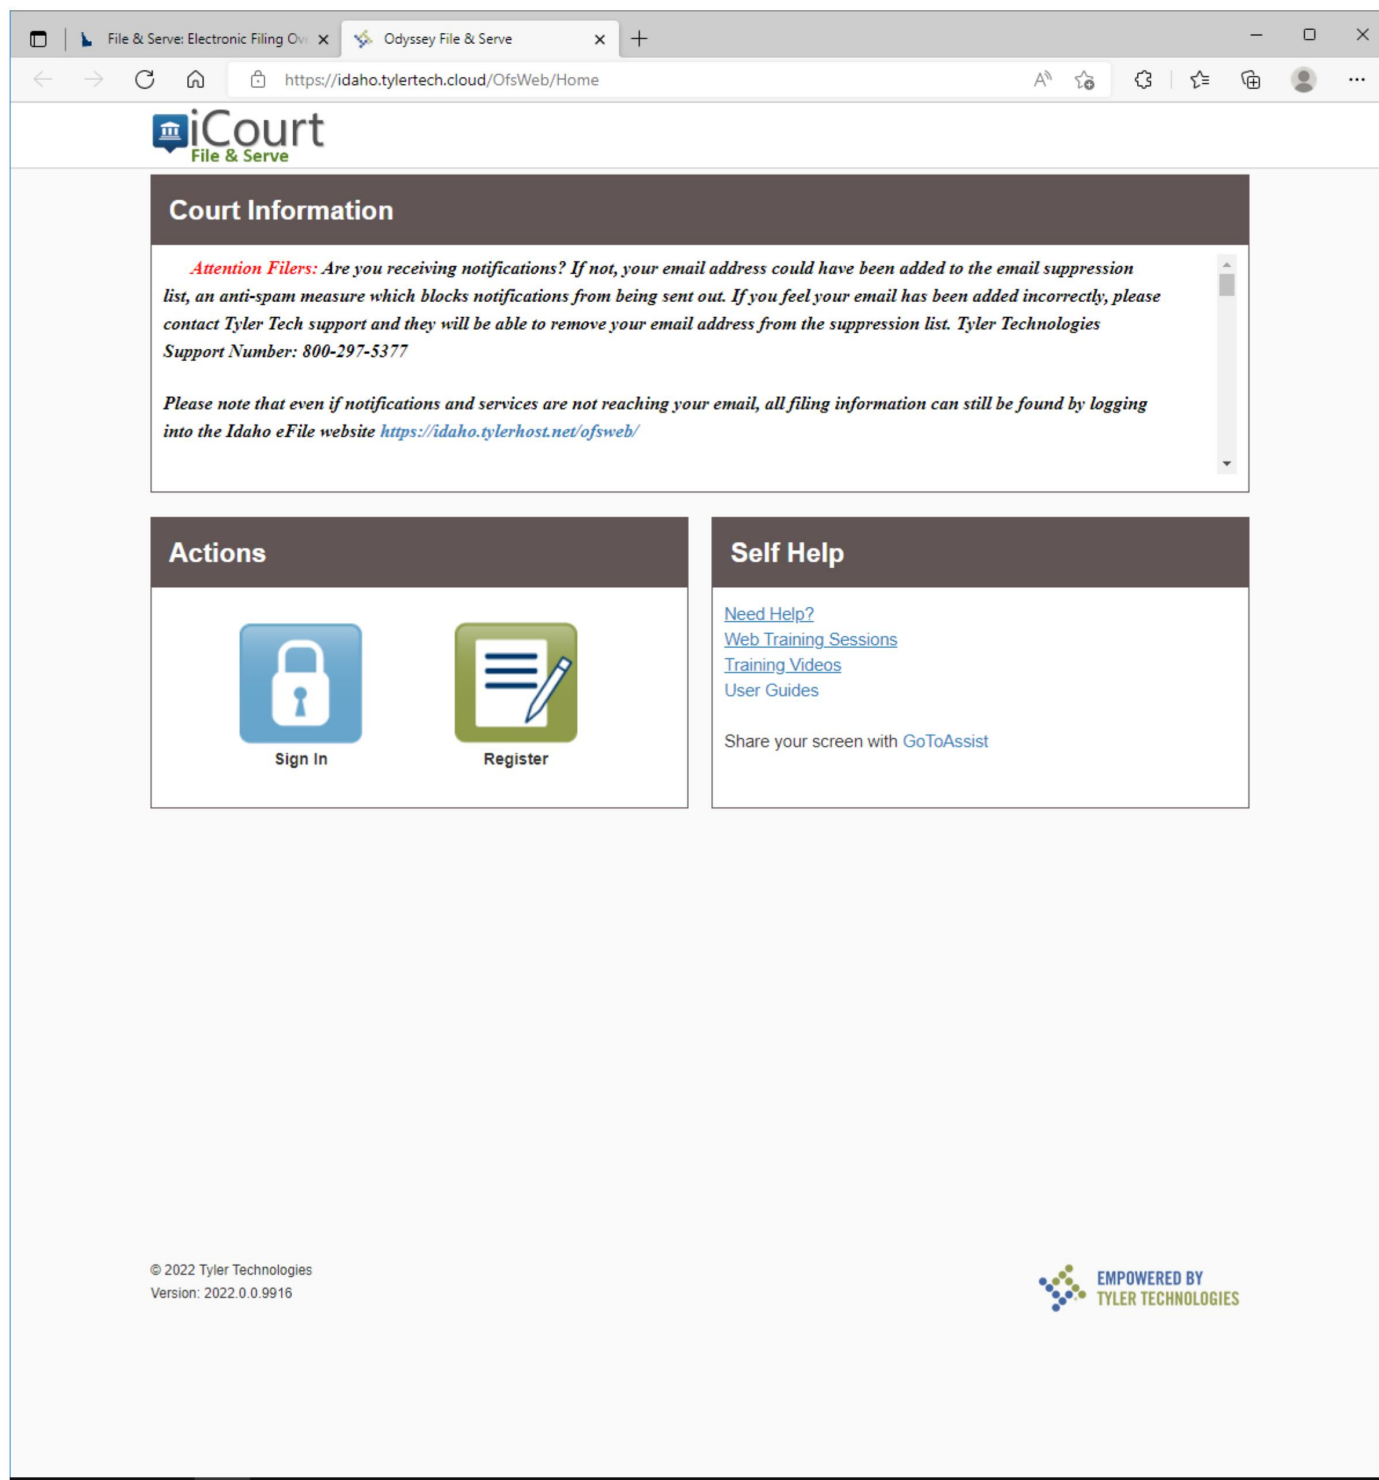 File & Serve: Electronic Filing Ov
Odyssey File & Serve
https://idaho.tylertech.cloud/OfsWeb/Home
iCourt
File & Serve
Court Information
Attention Filers: Are you receiving notifications? If not, your email address could have been added to the email suppression
list, an anti-spam measure which blocks notifications from being sent out. If you feel your email has been added incorrectly, please
contact Tyler Tech support and they will be able to remove your email address from the suppression list. Tyler Technologies
Support Number: 800-297-5377
Please note that even if notifications and services are not reaching your email, all filing information can still be found by logging
into the Idaho eFile website https://idaho.tylerhost.net/ofsweb/
Actions
Sign In
Register
Self Help
Need Help?
Web Training Sessions
Training Videos
User Guides
Share your screen with GoToAssist
© 2022 Tyler Technologies
Version: 2022.0.0.9916
EMPOWERED BY
TYLER TECHNOLOGIES